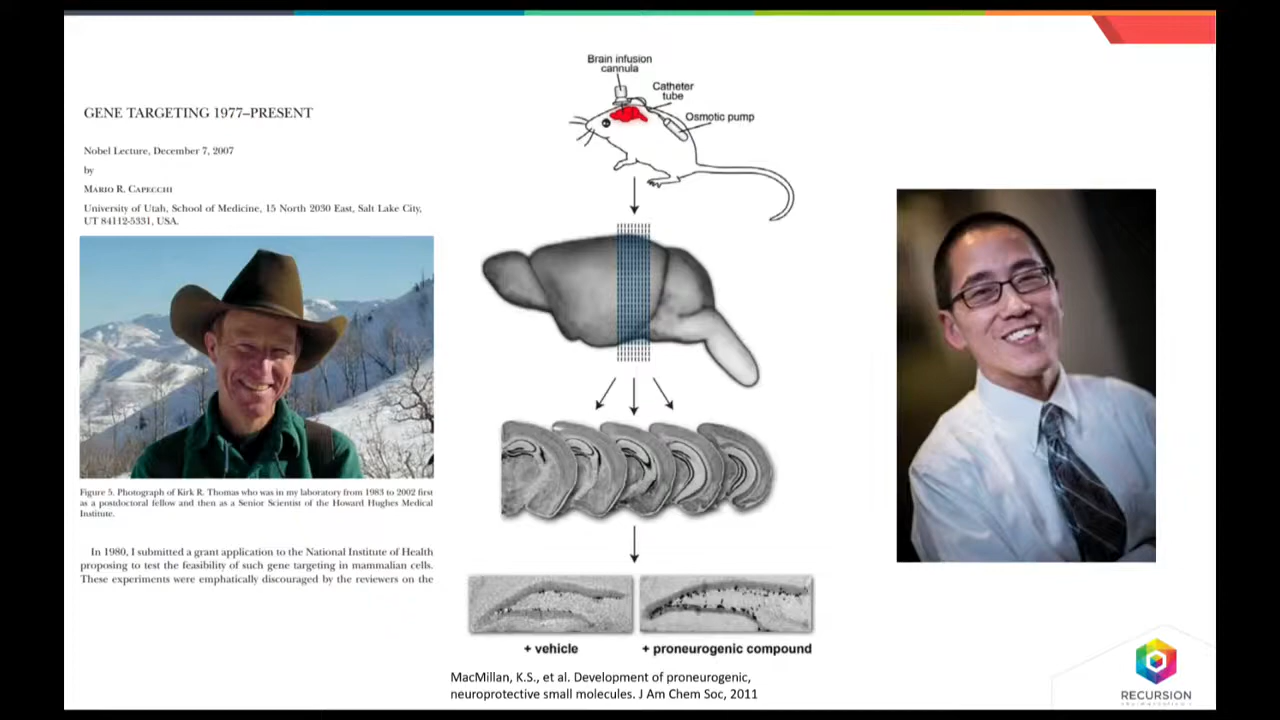 GENE TARGETING 1977–PRESENT
Nobel Lecture, December 7, 2007
by
MARIO R. CAPECCHI
University of Utah, School of Medicine, 15 North 2030 East, Salt Lake City,
UT 84112-5331, USA.
Figure 5. Photograph of Kirk R. Thomas who was in my laboratory from 1983 to 2002 first
as a postdoctoral fellow and then as a Senior Scientist of the Howard Hughes Medical
Institute.
In 1980, I submitted a grant application to the National Institute of Health
proposing to test the feasibility of such gene targeting in mammalian cells.
These experiments were emphatically discouraged by the reviewers on the
Brain infusion
cannula
Catheter
tube
Osmotic pump
+ vehicle
+ proneurogenic compound
MacMillan, K.S., et al. Development of proneurogenic,
neuroprotective small molecules. J Am Chem Soc, 2011
RECURSION